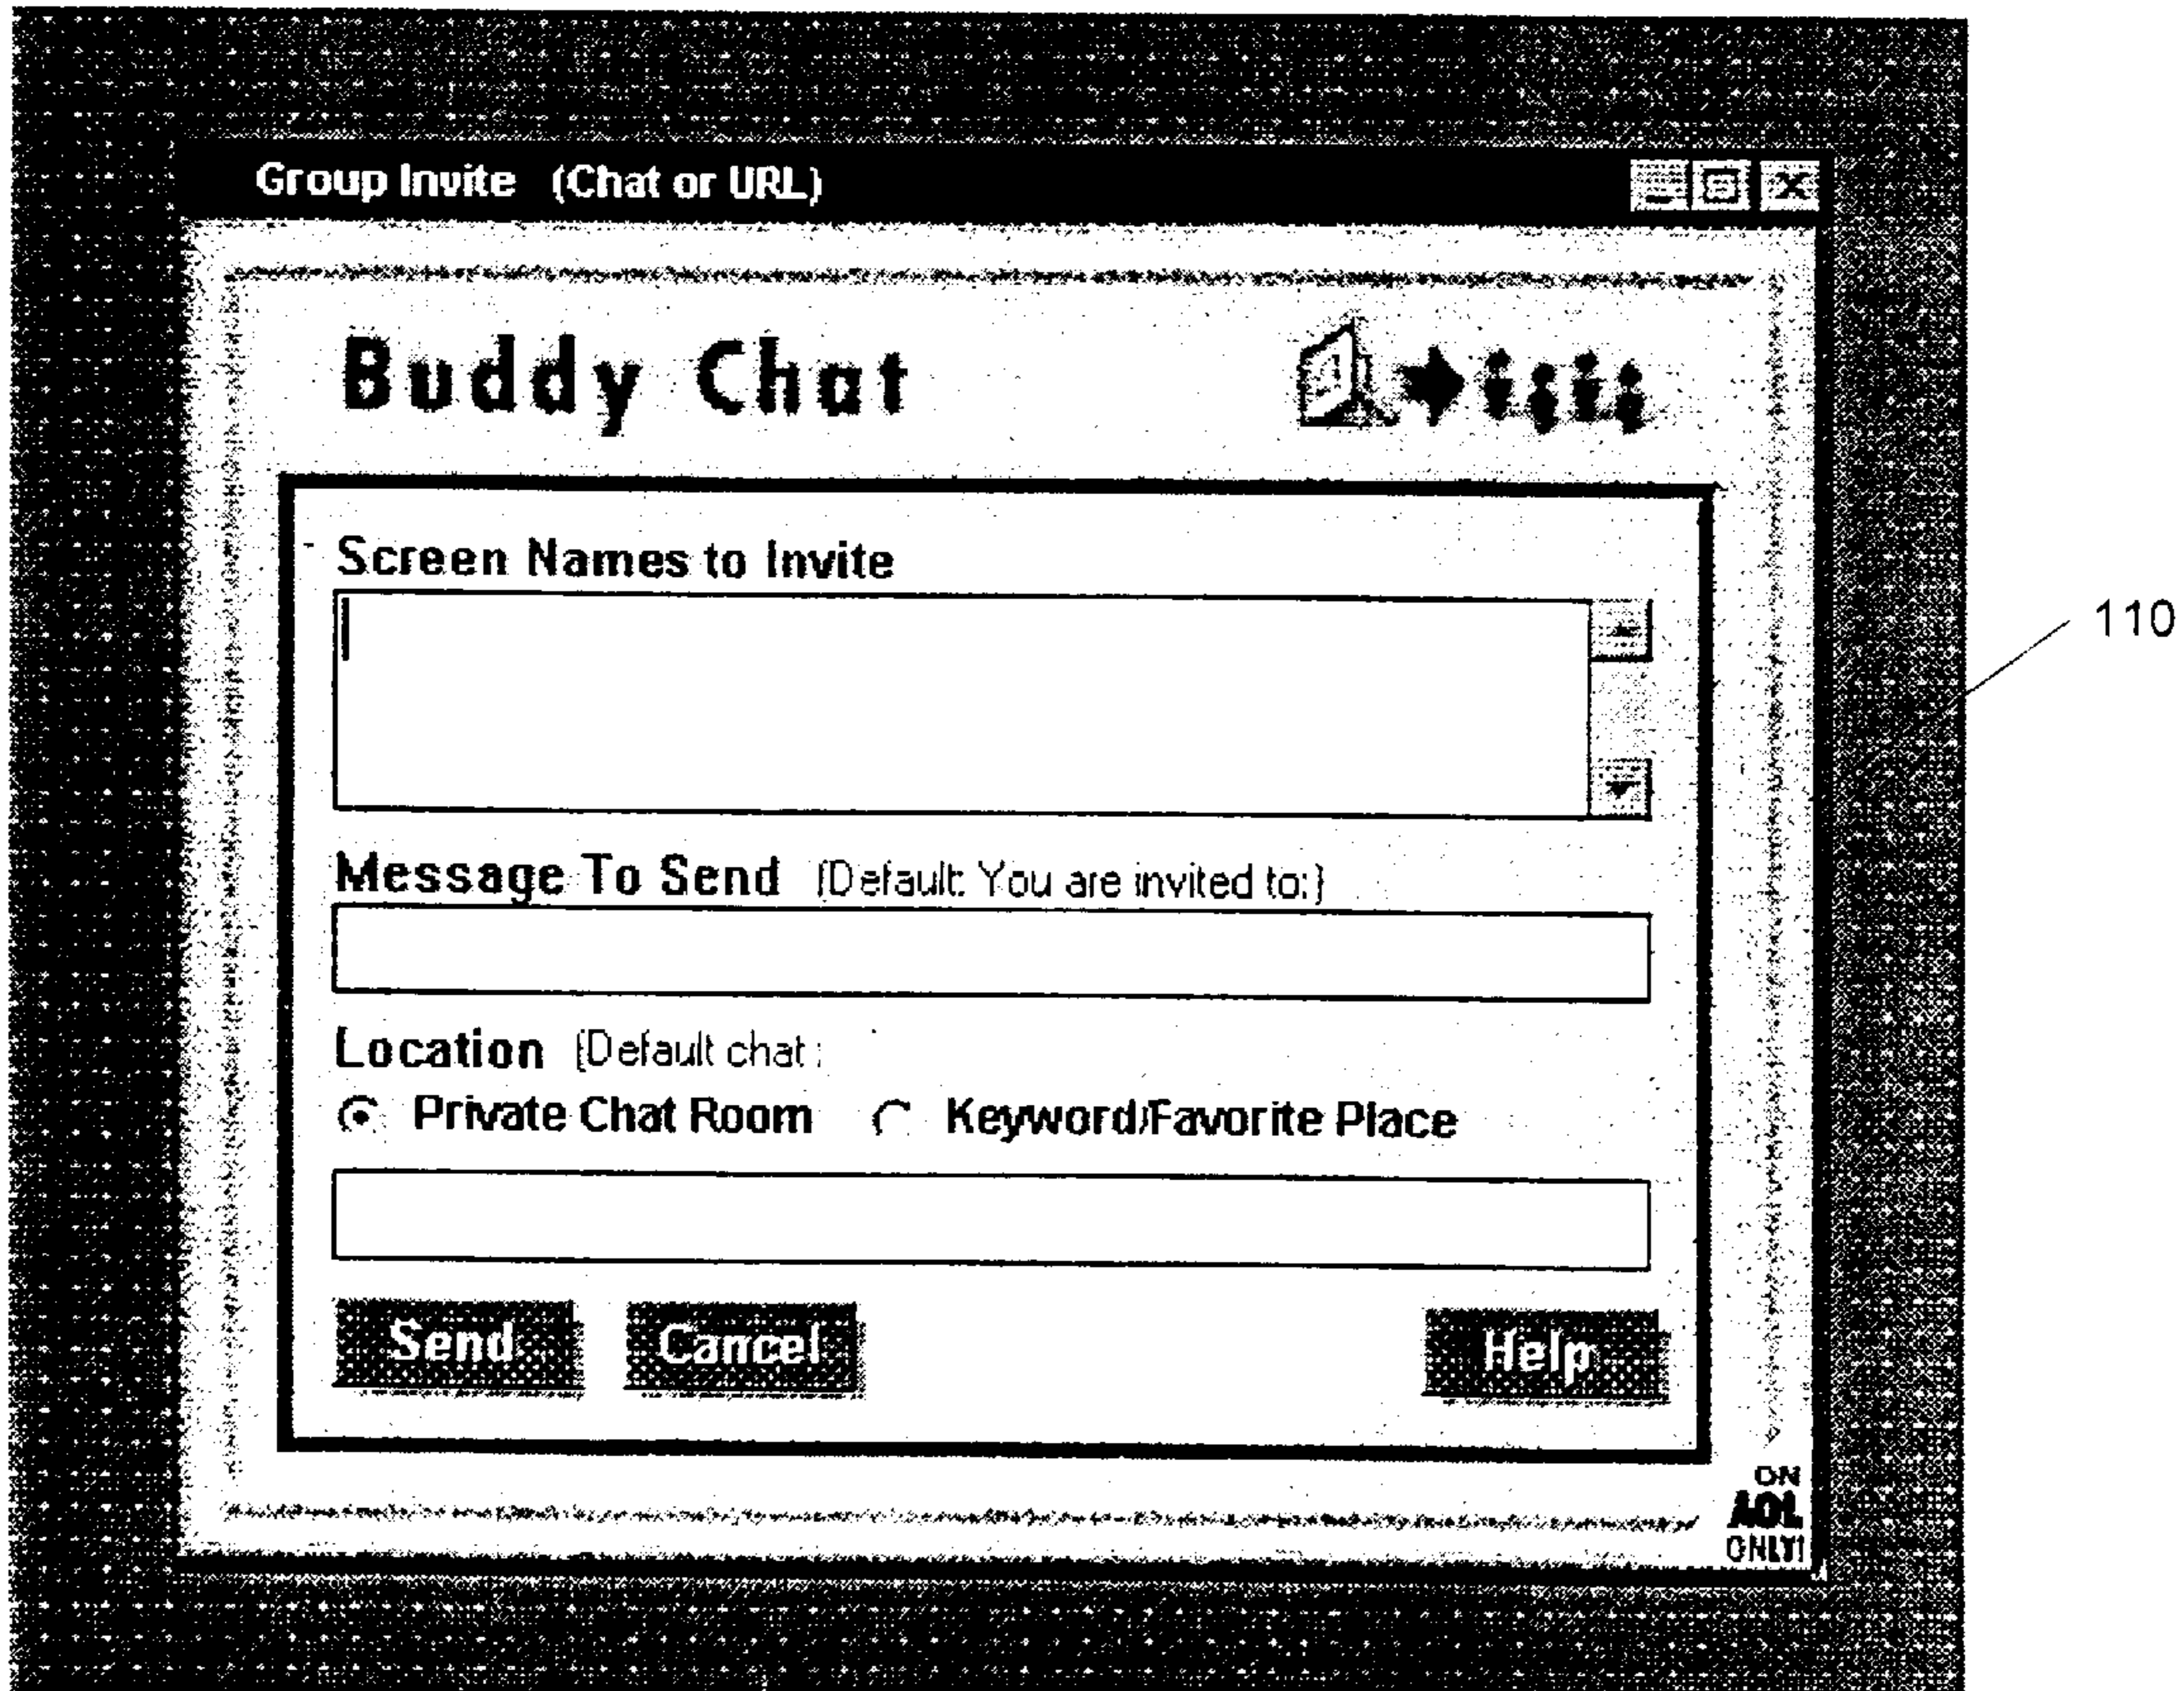 Group Invite (Chat or URL)
Buddy Chat
Screen Names to Invite
110
Message To Send (Default: You are invited to:)
Location (Default chat:
Private Chat Room Keyword/Favorite Place
Send Cancel Help
ON
AOL
ONLY!